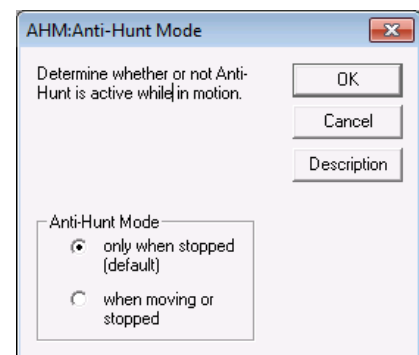 AHM:Anti-Hunt Mode
Determine whether or not Anti-
Hunt is active while in motion.
OK
Cancel
Description
Anti-Hunt Mode
only when stopped
(default)
when moving or
stopped